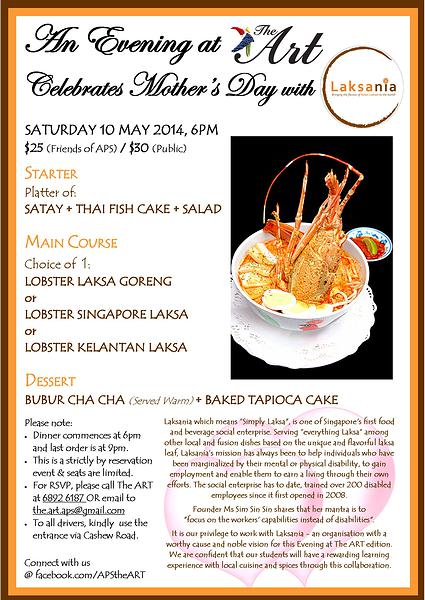 An Evening at The Art
Celebrates Mother's Day with
Laksania
SATURDAY 10 MAY 2014, 6PM
$25 (Friends of APS) / $30 (Public)
STARTER
Platter of:
SATAY + THAI FISH CAKE + SALAD
MAIN COURSE
Choice of 1:
LOBSTER LAKSA GORENG
or
LOBSTER SINGAPORE LAKSA
or
LOBSTER KELANTAN LAKSA
DESSERT
BUBUR CHA CHA (Served Warm) + BAKED TAPIOCA CAKE
Please note:
• Dinner commences at 6pm
and last order is at 9pm.
• This is a strictly by reservation
event & seats are limited.
• For RSVP, please call The ART
at 6892 6187 OR email to
the.art.aps@gmail.com
• To all drivers, kindly use the
entrance via Cashew Road.
Connect with us
@ facebook.com/APStheART
Laksania which means "Simply Laksa", is one of Singapore's first food
and beverage social enterprise. Serving "everything Laksa" among
other local and fusion dishes based on the unique and flavorful laksa
leaf, Laksania's mission has always been to help individuals who have
been marginalized by their mental or physical disability, to gain
employment and enable them to earn a living through their own
efforts. The social enterprise has to date, trained over 200 disabled
employees since it first opened in 2008.
Founder Ms Sim Sin Sin shares that her mantra is to
"focus on the workers' capabilities instead of disabilities".
It is our privilege to work with Laksania - an organisation with a
worthy cause and noble vision for this Evening at The ART edition.
We are confident that our students will have a rewarding learning
experience with local cuisine and spices through this collaboration.